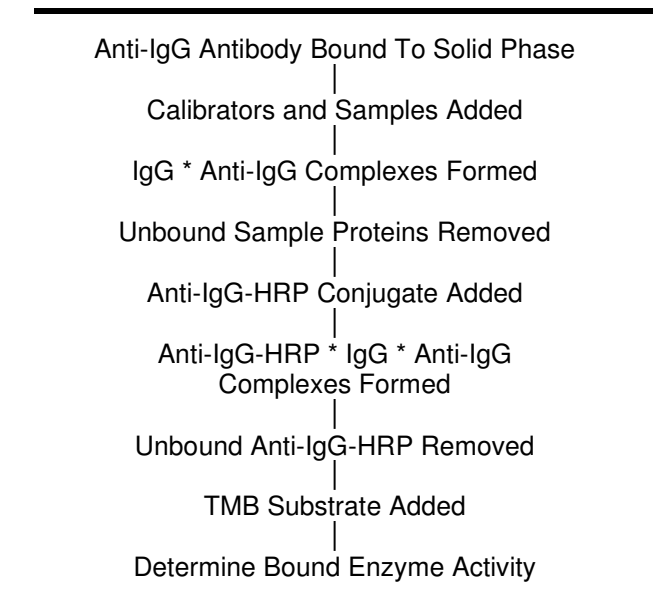 Anti-IgG Antibody Bound To Solid Phase
Calibrators and Samples Added
IgG * Anti-IgG Complexes Formed
Unbound Sample Proteins Removed
Anti-IgG-HRP Conjugate Added
Anti-IgG-HRP * IgG * Anti-IgG
Complexes Formed
Unbound Anti-IgG-HRP Removed
TMB Substrate Added
Determine Bound Enzyme Activity